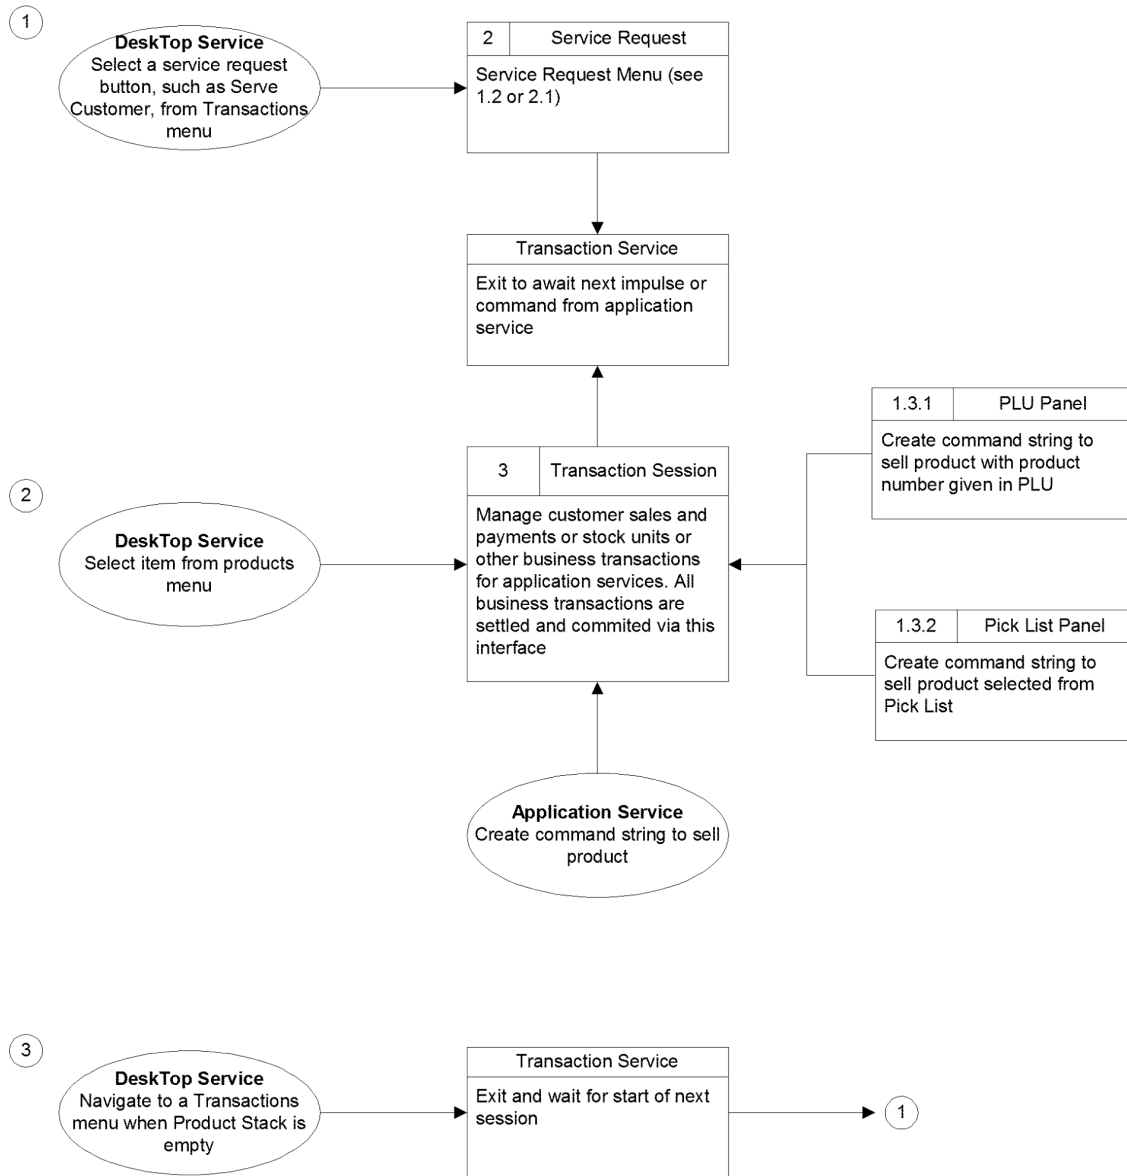 1
DeskTop Service
Select a service request
button, such as Serve
Customer, from Transactions
menu
2
Service Request
Service Request Menu (see
1.2 or 2.1)
Transaction Service
Exit to await next impulse or
command from application
service
1.3.1
PLU Panel
Create command string to
sell product with product
number given in PLU
2
DeskTop Service
Select item from products
menu
3
Transaction Session
Manage customer sales and
payments or stock units or
other business transactions
for application services. All
business transactions are
settled and commited via this
interface
1.3.2
Pick List Panel
Create command string to
sell product selected from
Pick List
Application Service
Create command string to sell
product
3
DeskTop Service
Navigate to a Transactions
menu when Product Stack is
empty
Transaction Service
Exit and wait for start of next
session
1